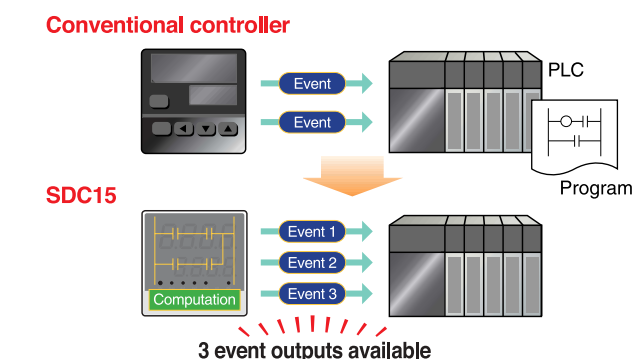 Conventional controller
Event
Event
PLC
Program
SDC15
Computation
Event 1
Event 2
Event 3
3 event outputs available